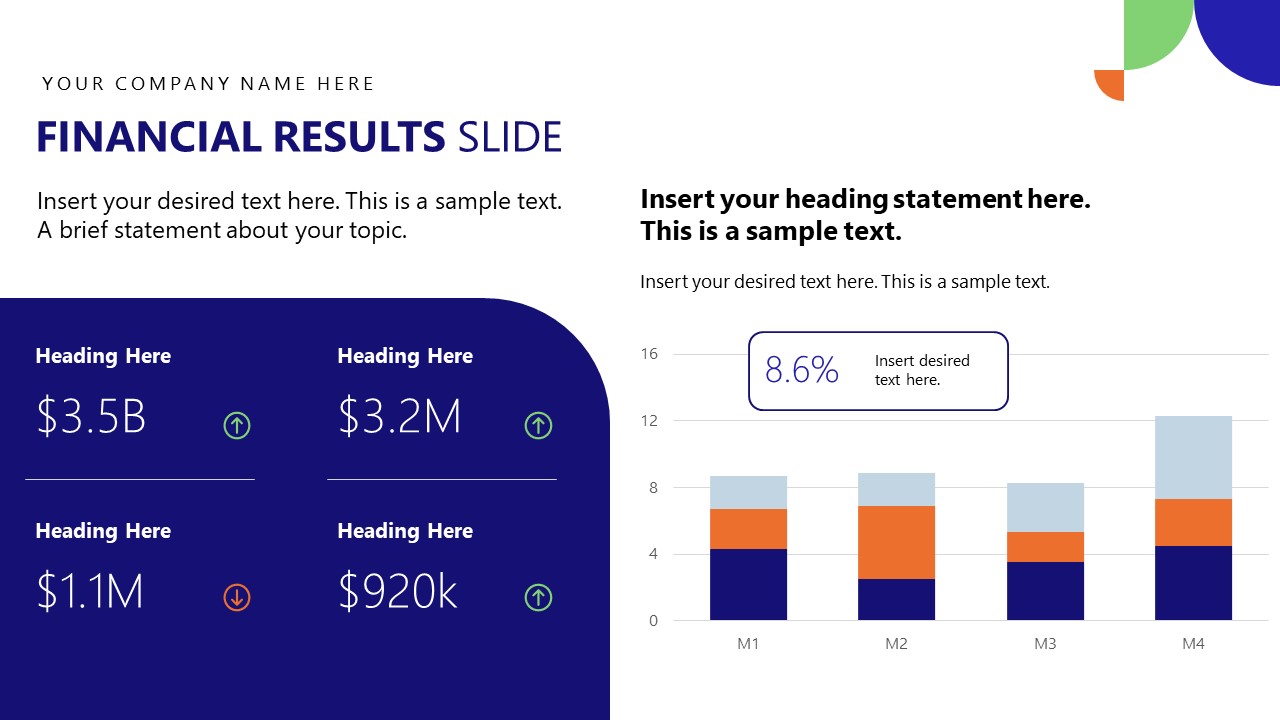 YOUR COMPANY NAME HERE
FINANCIAL RESULTS SLIDE
Insert your desired text here. This is a sample text.
A brief statement about your topic.
Heading Here
$3.5B
Heading Here
$3.2M
Heading Here
$1.1M
Heading Here
$920k
Insert your heading statement here.
This is a sample text.
Insert your desired text here. This is a sample text.
8.6%
Insert desired
text here.
16
12
8
4
0
M1
M2
M3
M4